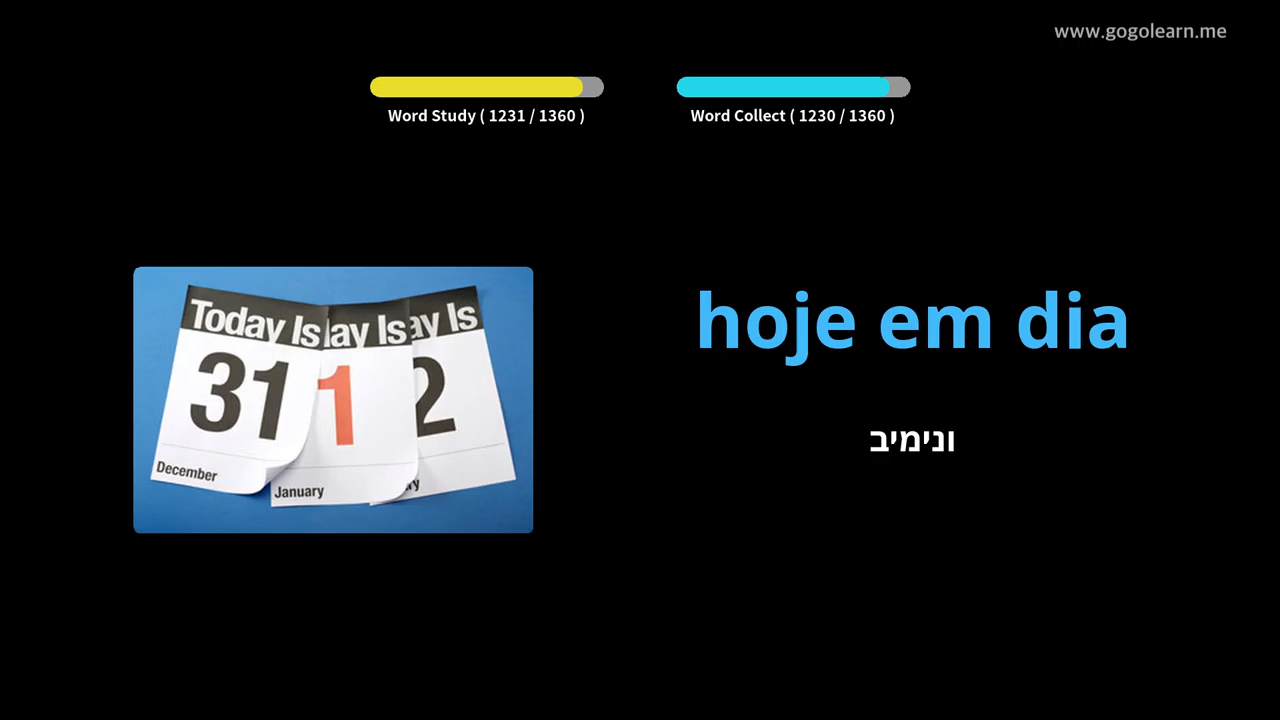 www.gogolearn.me
Word Study ( 1231 / 1360 )
Word Collect ( 1230 / 1360 )
Today Is
ay Is
ay Is
31
1
2
December
January
ry
hoje em dia
ונימיב